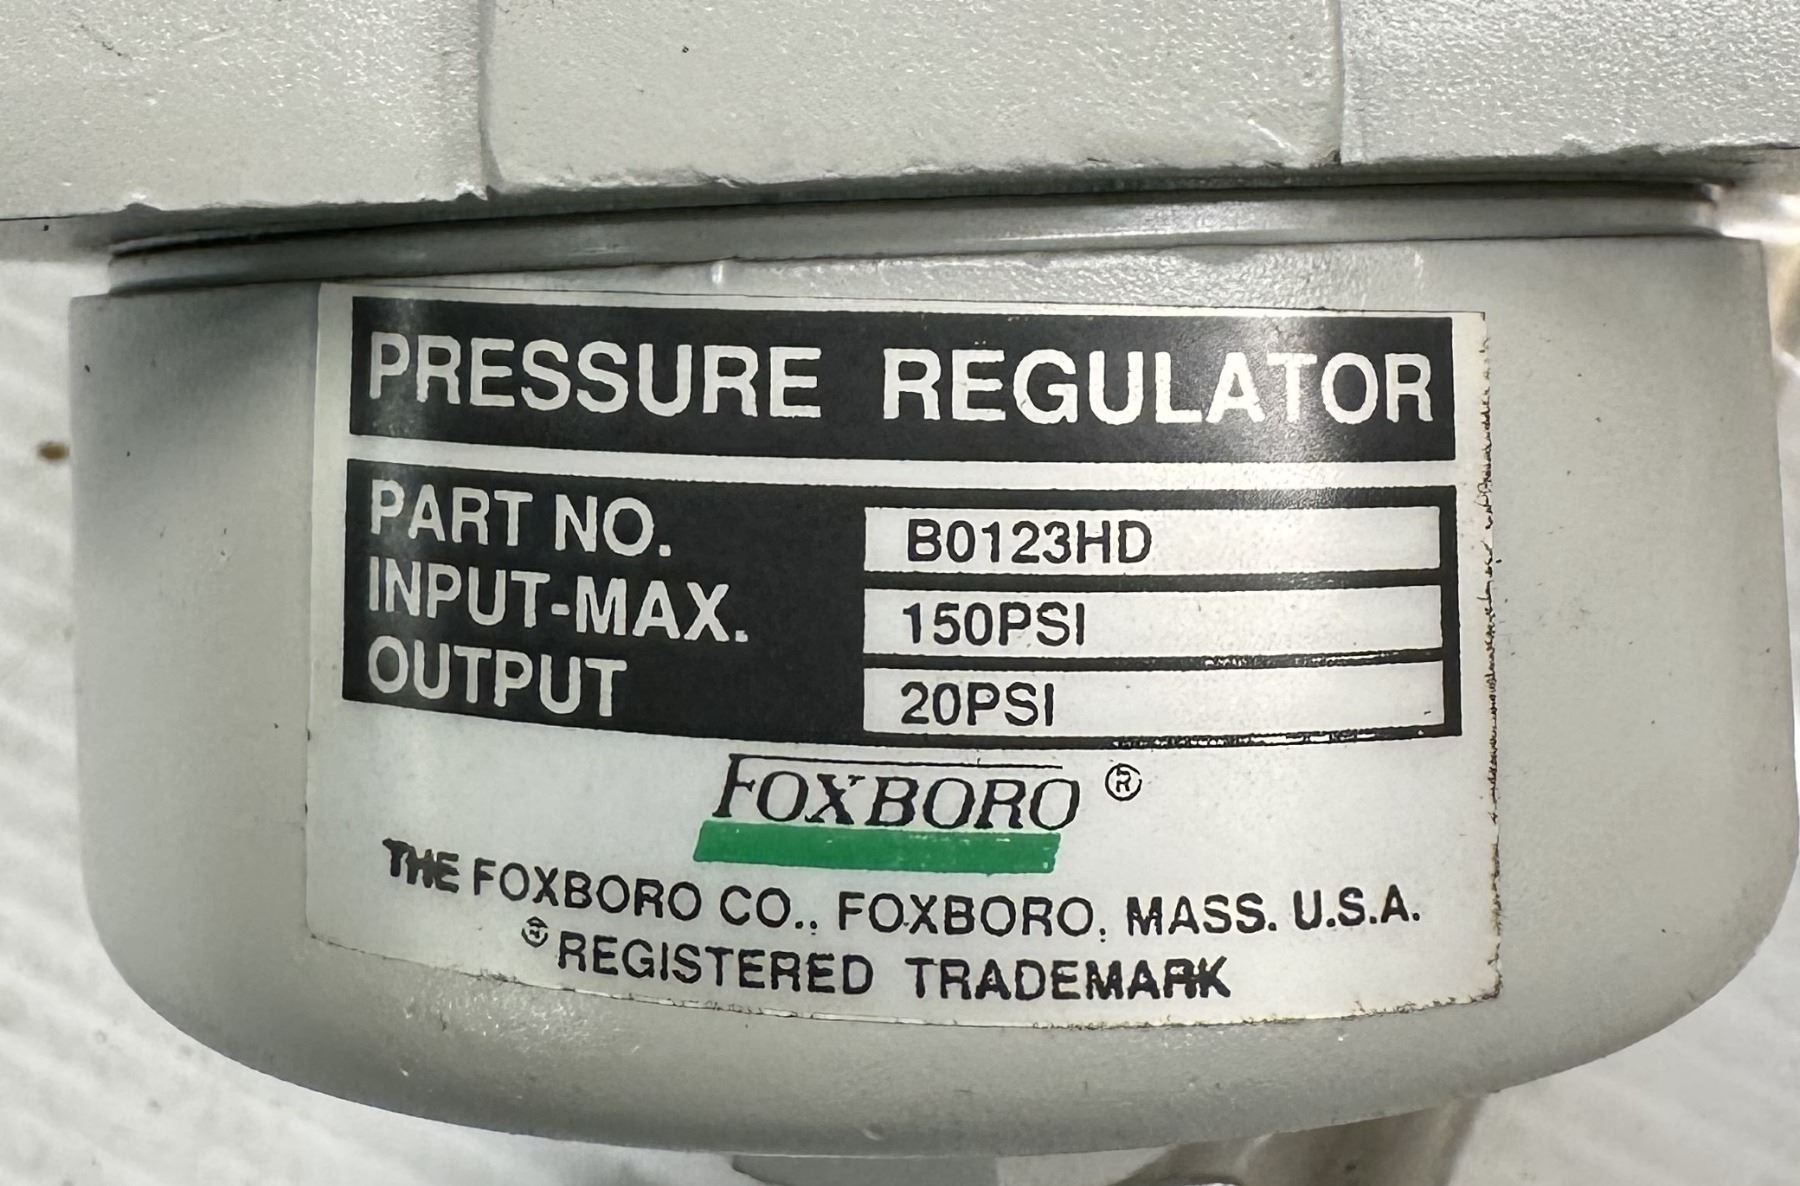 PRESSURE REGULATOR
PART NO. B0123HD
INPUT-MAX. 150PSI
OUTPUT 20PSI
FOXBORO ®
THE FOXBORO CO., FOXBORO, MASS. U.S.A.
® REGISTERED TRADEMARK